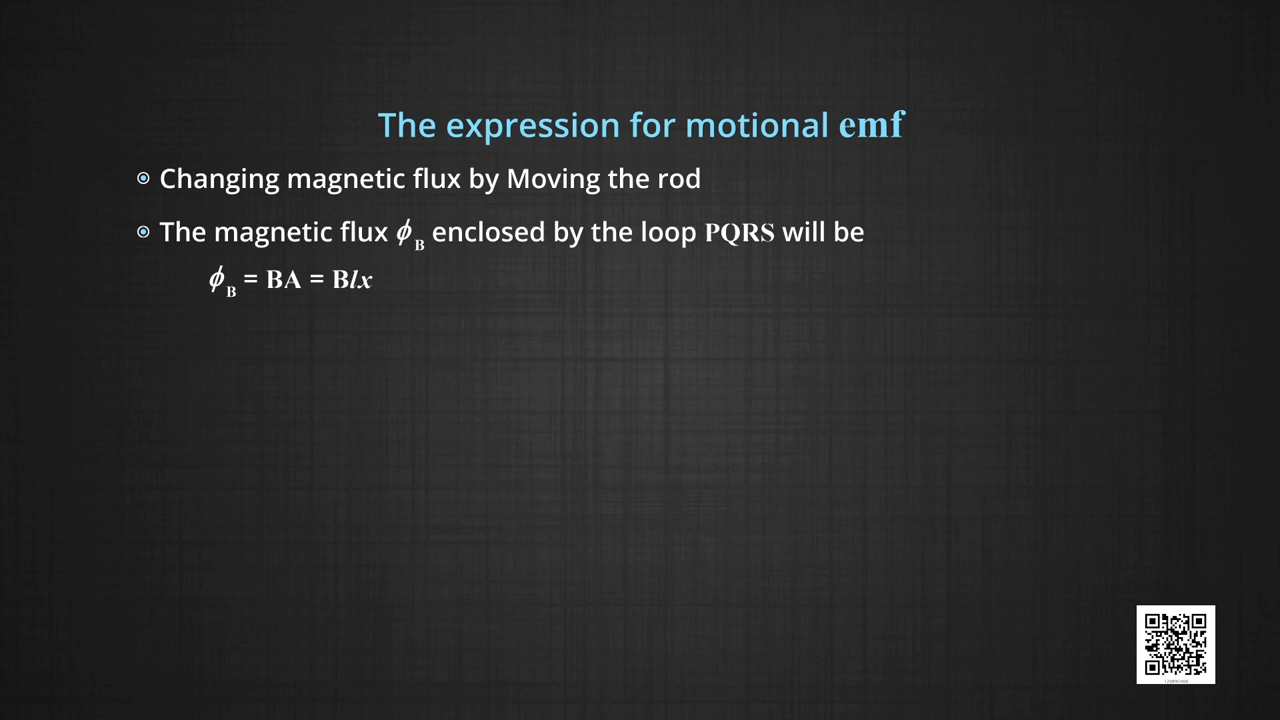 The expression for motional emf
Changing magnetic flux by Moving the rod
The magnetic flux ϕB enclosed by the loop PQRS will be
ϕB = BA = Blx